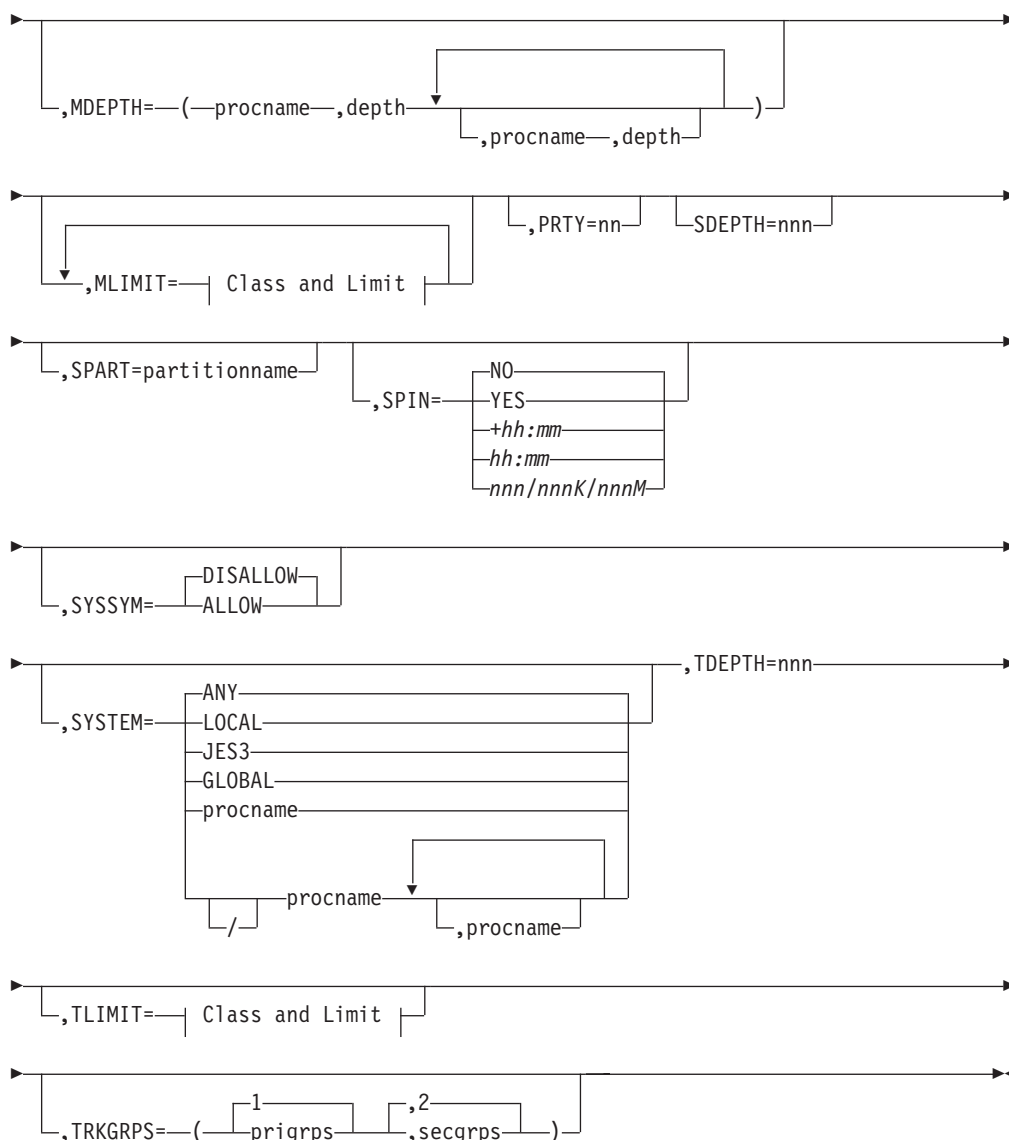 ,MDEPTH= ( procname ,depth )
,procname ,depth
,PRTY=nn SDEPTH=nnn
,MLIMIT= Class and Limit
,SPART=partitionname NO
,SPIN= YES
+hh:mm
hh:mm
nnn/nnnK/nnnM
DISALLOW
,SYSSYM= ALLOW
,TDEPTH=nnn
ANY
,SYSTEM= LOCAL
JES3
GLOBAL
procname
procname
/ ,procname
,TLIMIT= Class and Limit
1 ,2
,TRKGRPS= ( prigrps ,secgrps )